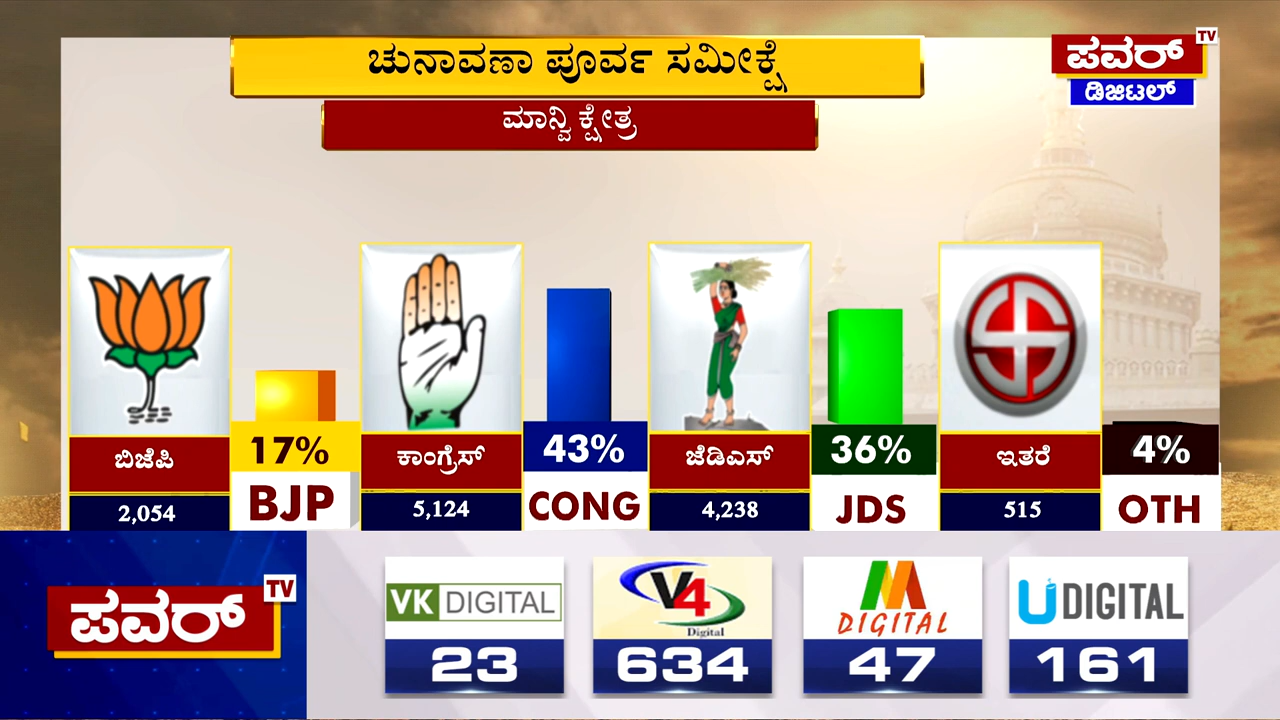 ಚುನಾವಣಾ ಪೂರ್ವ ಸಮೀಕ್ಷೆ
ಮಾನ್ವಿ ಕ್ಷೇತ್ರ
ಪವರ್ TV
ಡಿಜಿಟಲ್
ಬಿಜೆಪಿ
2,054
17%
BJP
ಕಾಂಗ್ರೆಸ್
5,124
43%
CONG
ಜೆಡಿಎಸ್
4,238
36%
JDS
ಇತರೆ
515
4%
OTH
ಪವರ್ TV
VK DIGITAL
23
V4
Digital
634
M
DIGITAL
47
U DIGITAL
161